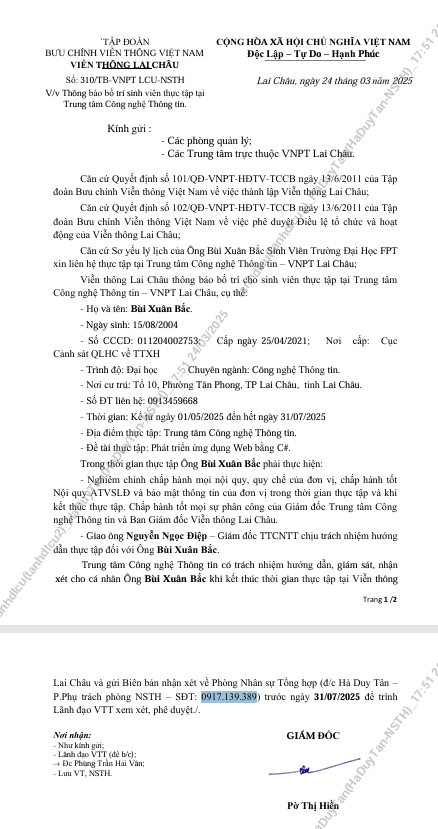 `TẬP ĐOÀN
BƯU CHÍNH VIỄN THÔNG VIỆT NAM
VIỄN THÔNG LAI CHÂU
CỘNG HÒA XÃ HỘI CHỦ NGHĨA VIỆT NAM
Độc Lập – Tự Do – Hạnh Phúc
Số: 310/TB-VNPT LCU-NSTH
V/v Thông báo bố trí sinh viên thực tập tại
Trung tâm Công nghệ Thông tin.
Lai Châu, ngày 24 tháng 03 năm 2025
Kính gửi :
- Các phòng quản lý;
- Các Trung tâm trực thuộc VNPT Lai Châu.
Căn cứ Quyết định số 101/QĐ-VNPT-HĐTV-TCCB ngày 13/6/2011 của Tập
đoàn Bưu chính Viễn thông Việt Nam về việc thành lập Viễn thông Lai Châu;
Căn cứ Quyết định số 102/QĐ-VNPT-HĐTV-TCCB ngày 13/6/2011 của Tập
đoàn Bưu chính Viễn thông Việt Nam về việc phê duyệt Điều lệ tổ chức và hoạt
động của Viễn thông Lai Châu;
Căn cứ Sơ yếu lý lịch của Ông Bùi Xuân Bắc Sinh Viên Trường Đại Học FPT
xin liên hệ thực tập tại Trung tâm Công nghệ Thông tin – VNPT Lai Châu;
Viễn thông Lai Châu thông báo bố trí cho sinh viên thực tập tại Trung tâm
Công nghệ Thông tin – VNPT Lai Châu, cụ thể:
- Họ và tên: Bùi Xuân Bắc.
- Ngày sinh: 15/08/2004
- Số CCCD: 011204002753; Cấp ngày 25/04/2021; Nơi cấp: Cục
Cảnh sát QLHC về TTXH
- Trình độ: Đại học Chuyên ngành: Công nghệ Thông tin.
- Nơi cư trú: Tổ 10, Phường Tân Phong, TP Lai Châu, tỉnh Lai Châu.
- Số ĐT liên hệ: 0913459668
- Thời gian: Kể từ ngày 01/05/2025 đến hết ngày 31/07/2025
- Địa điểm thực tập: Trung tâm Công nghệ Thông tin.
- Đề tài thực tập: Phát triển ứng dụng Web bằng C#.
Trong thời gian thực tập Ông Bùi Xuân Bắc phải thực hiện:
- Nghiêm chỉnh chấp hành mọi nội quy, quy chế của đơn vị, chấp hành tốt
Nội quy ATVSLĐ và bảo mật thông tin của đơn vị trong thời gian thực tập và khi
kết thúc thực tập. Chấp hành tốt mọi sự phân công của Giám đốc Trung tâm Công
nghệ Thông tin và Ban Giám đốc Viễn thông Lai Châu.
- Giao ông Nguyễn Ngọc Điệp – Giám đốc TTCNTT chịu trách nhiệm hướng
dẫn thực tập đối với Ông Bùi Xuân Bắc.
Trung tâm Công nghệ Thông tin có trách nhiệm hướng dẫn, giám sát, nhận
xét cho cá nhân Ông Bùi Xuân Bắc khi kết thúc thời gian thực tập tại Viễn thông
Trang 1 /2
Lai Châu và gửi Biên bản nhận xét về Phòng Nhân sự Tổng hợp (đ/c Hà Duy Tân –
P.Phụ trách phòng NSTH – SĐT: 0917.139.389) trước ngày 31/07/2025 để trình
Lãnh đạo VTT xem xét, phê duyệt./.
Nơi nhận:
- Như kính gửi;
- Lãnh đạo VTT (để b/c);
-+ Đc Phùng Trần Hải Vân;
- Lưu VT, NSTH.
GIÁM ĐỐC
Pờ Thị Hiền